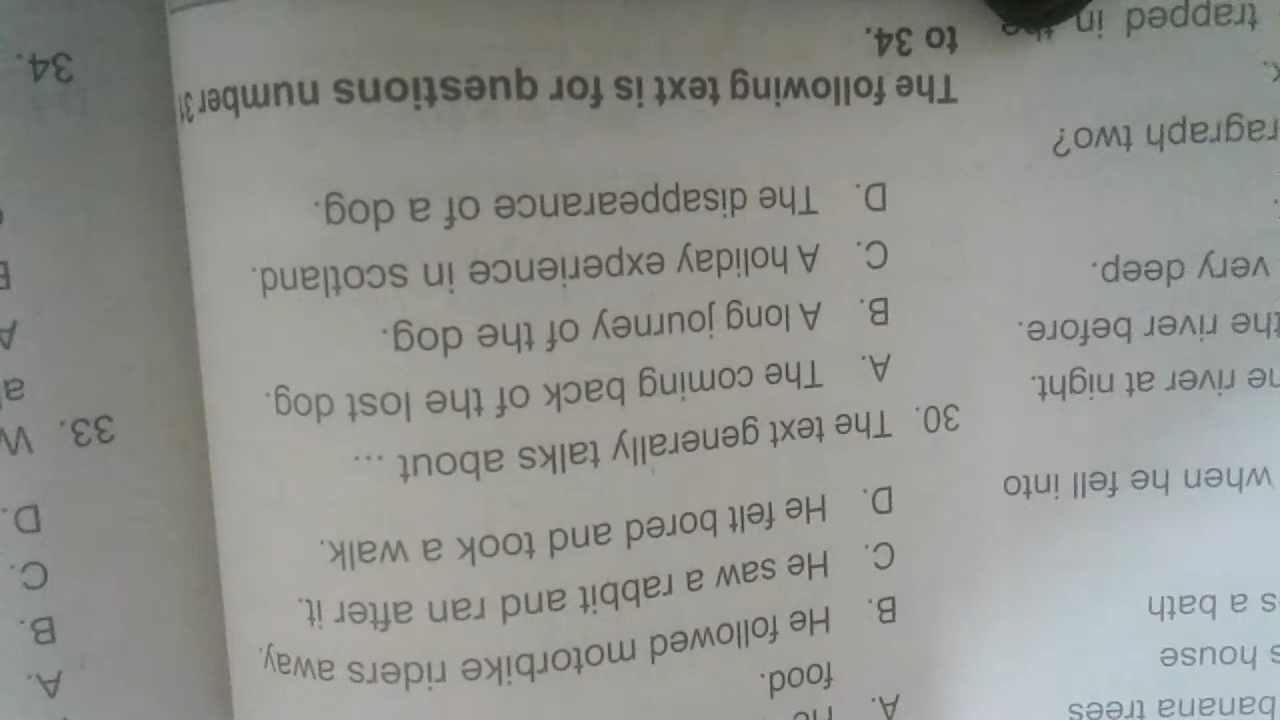 banana trees
s house
s a bath
when he fell into
he river at night.
the river before.
very deep.
ragraph two?
trapped in the
A.
food.
B. He followed motorbike riders away.
C. He saw a rabbit and ran after it.
D. He felt bored and took a walk.
30. The text generally talks about ...
A. The coming back of the lost dog.
B. A long journey of the dog.
C. A holiday experience in scotland.
D. The disappearance of a dog.
The following text is for questions number 31
to 34.
A.
B.
C.
D.
33. W
a
A
34.